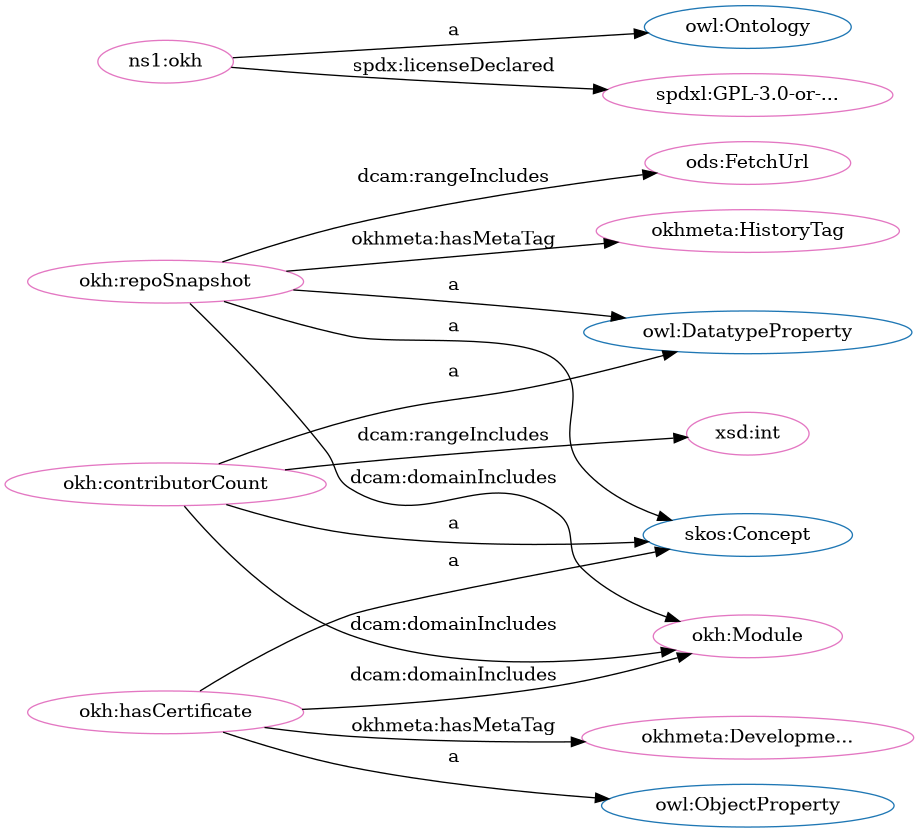 a
owl:Ontology
ns1:okh
spdx:licenseDeclared
spdxl:GPL-3.0-or-...
ods:FetchUrl
dcam:rangeIncludes
okhmeta:HistoryTag
okhmeta:hasMetaTag
okh:repoSnapshot
a
a
owl:DatatypeProperty
a
dcam:rangeIncludes
xsd:int
dcam:domainIncludes
okh:contributorCount
a
skos:Concept
a
dcam:domainIncludes
okh:Module
dcam:domainIncludes
okh:hasCertificate
okhmeta:hasMetaTag
okhmeta:Developme...
a
owl:ObjectProperty